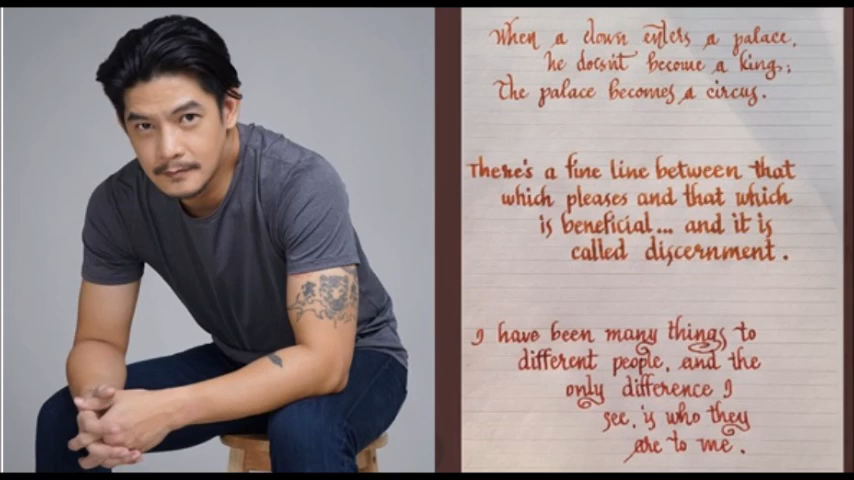 When a clown enters a palace,
he doesn't become a king;
The palace becomes a circus.
There's a fine line between that
which pleases and that which
is beneficial... and it is
called discernment.
I have been many things to
different people, and the
only difference I
see, is who they
are to me.